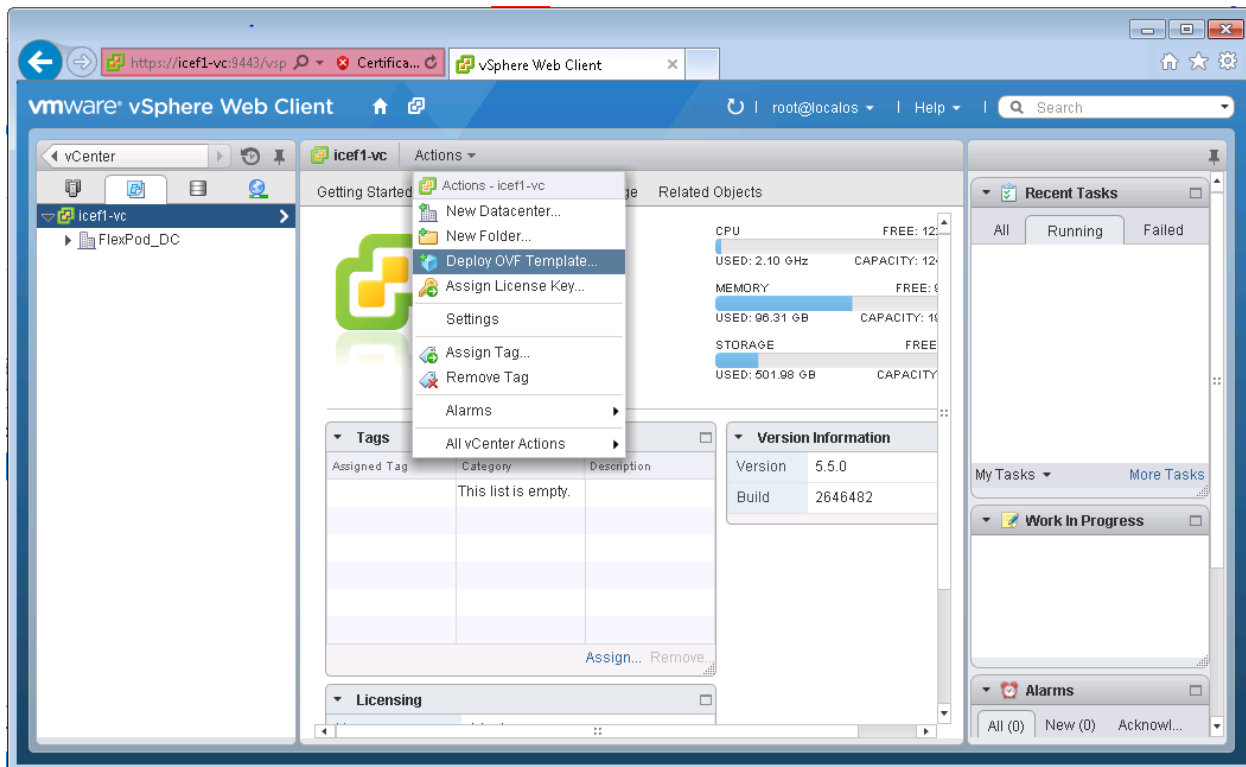 https://icef1-vc:9443/vsp
Certifica...
vSphere Web Client
vmware® vSphere Web Client
root@localos
Help
Search
vCenter
icef1-vc
FlexPod_DC
icef1-vc
Actions
Getting Started
Related Objects
Actions - icef1-vc
New Datacenter...
New Folder...
Deploy OVF Template...
Assign License Key...
Settings
Assign Tag...
Remove Tag
Alarms
All vCenter Actions
CPU FREE: 12
USED: 2.10 GHz CAPACITY: 12
MEMORY FREE:
USED: 96.31 GB CAPACITY: 1
STORAGE FREE
USED: 501.98 GB CAPACITY
Tags
Assigned Tag Category Description
This list is empty.
Assign... Remove...
Version Information
Version 5.5.0
Build 2646482
Licensing
Recent Tasks
All Running Failed
My Tasks More Tasks
Work In Progress
Alarms
All (0) New (0) Acknowl...